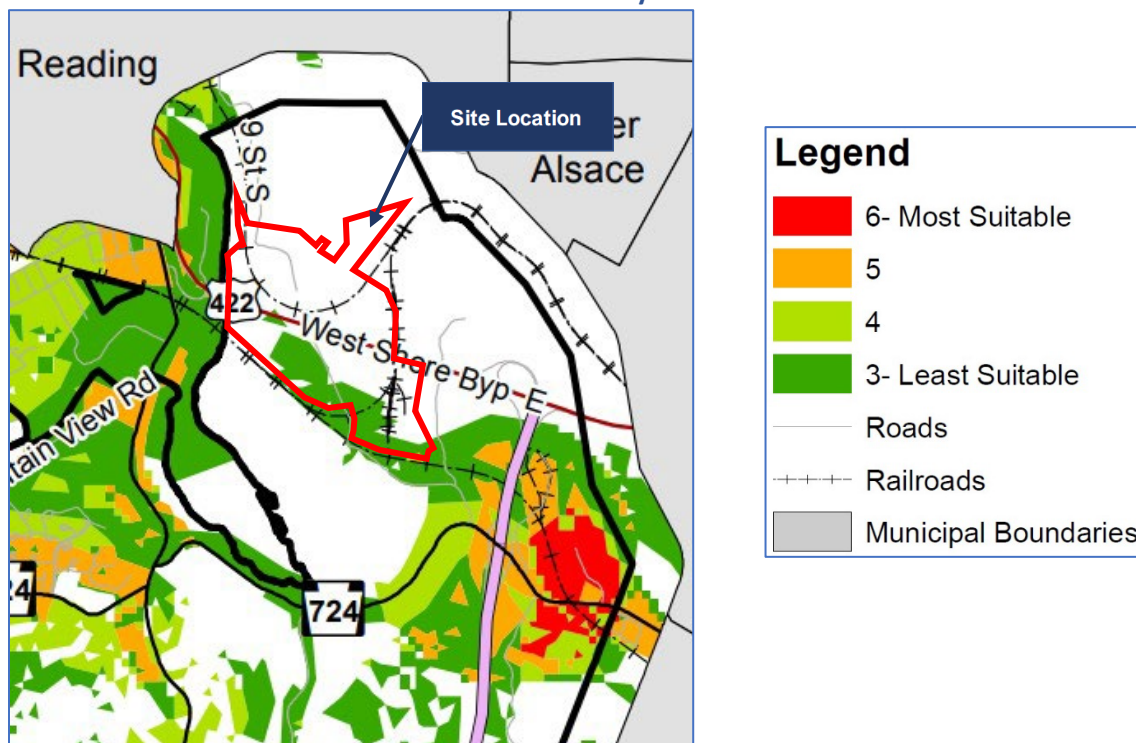 Reading
Site Location
er
Alsace
9 St S
422
West Shore Byp E
tain View Rd
24
724
Legend
6- Most Suitable
5
4
3- Least Suitable
Roads
Railroads
Municipal Boundaries